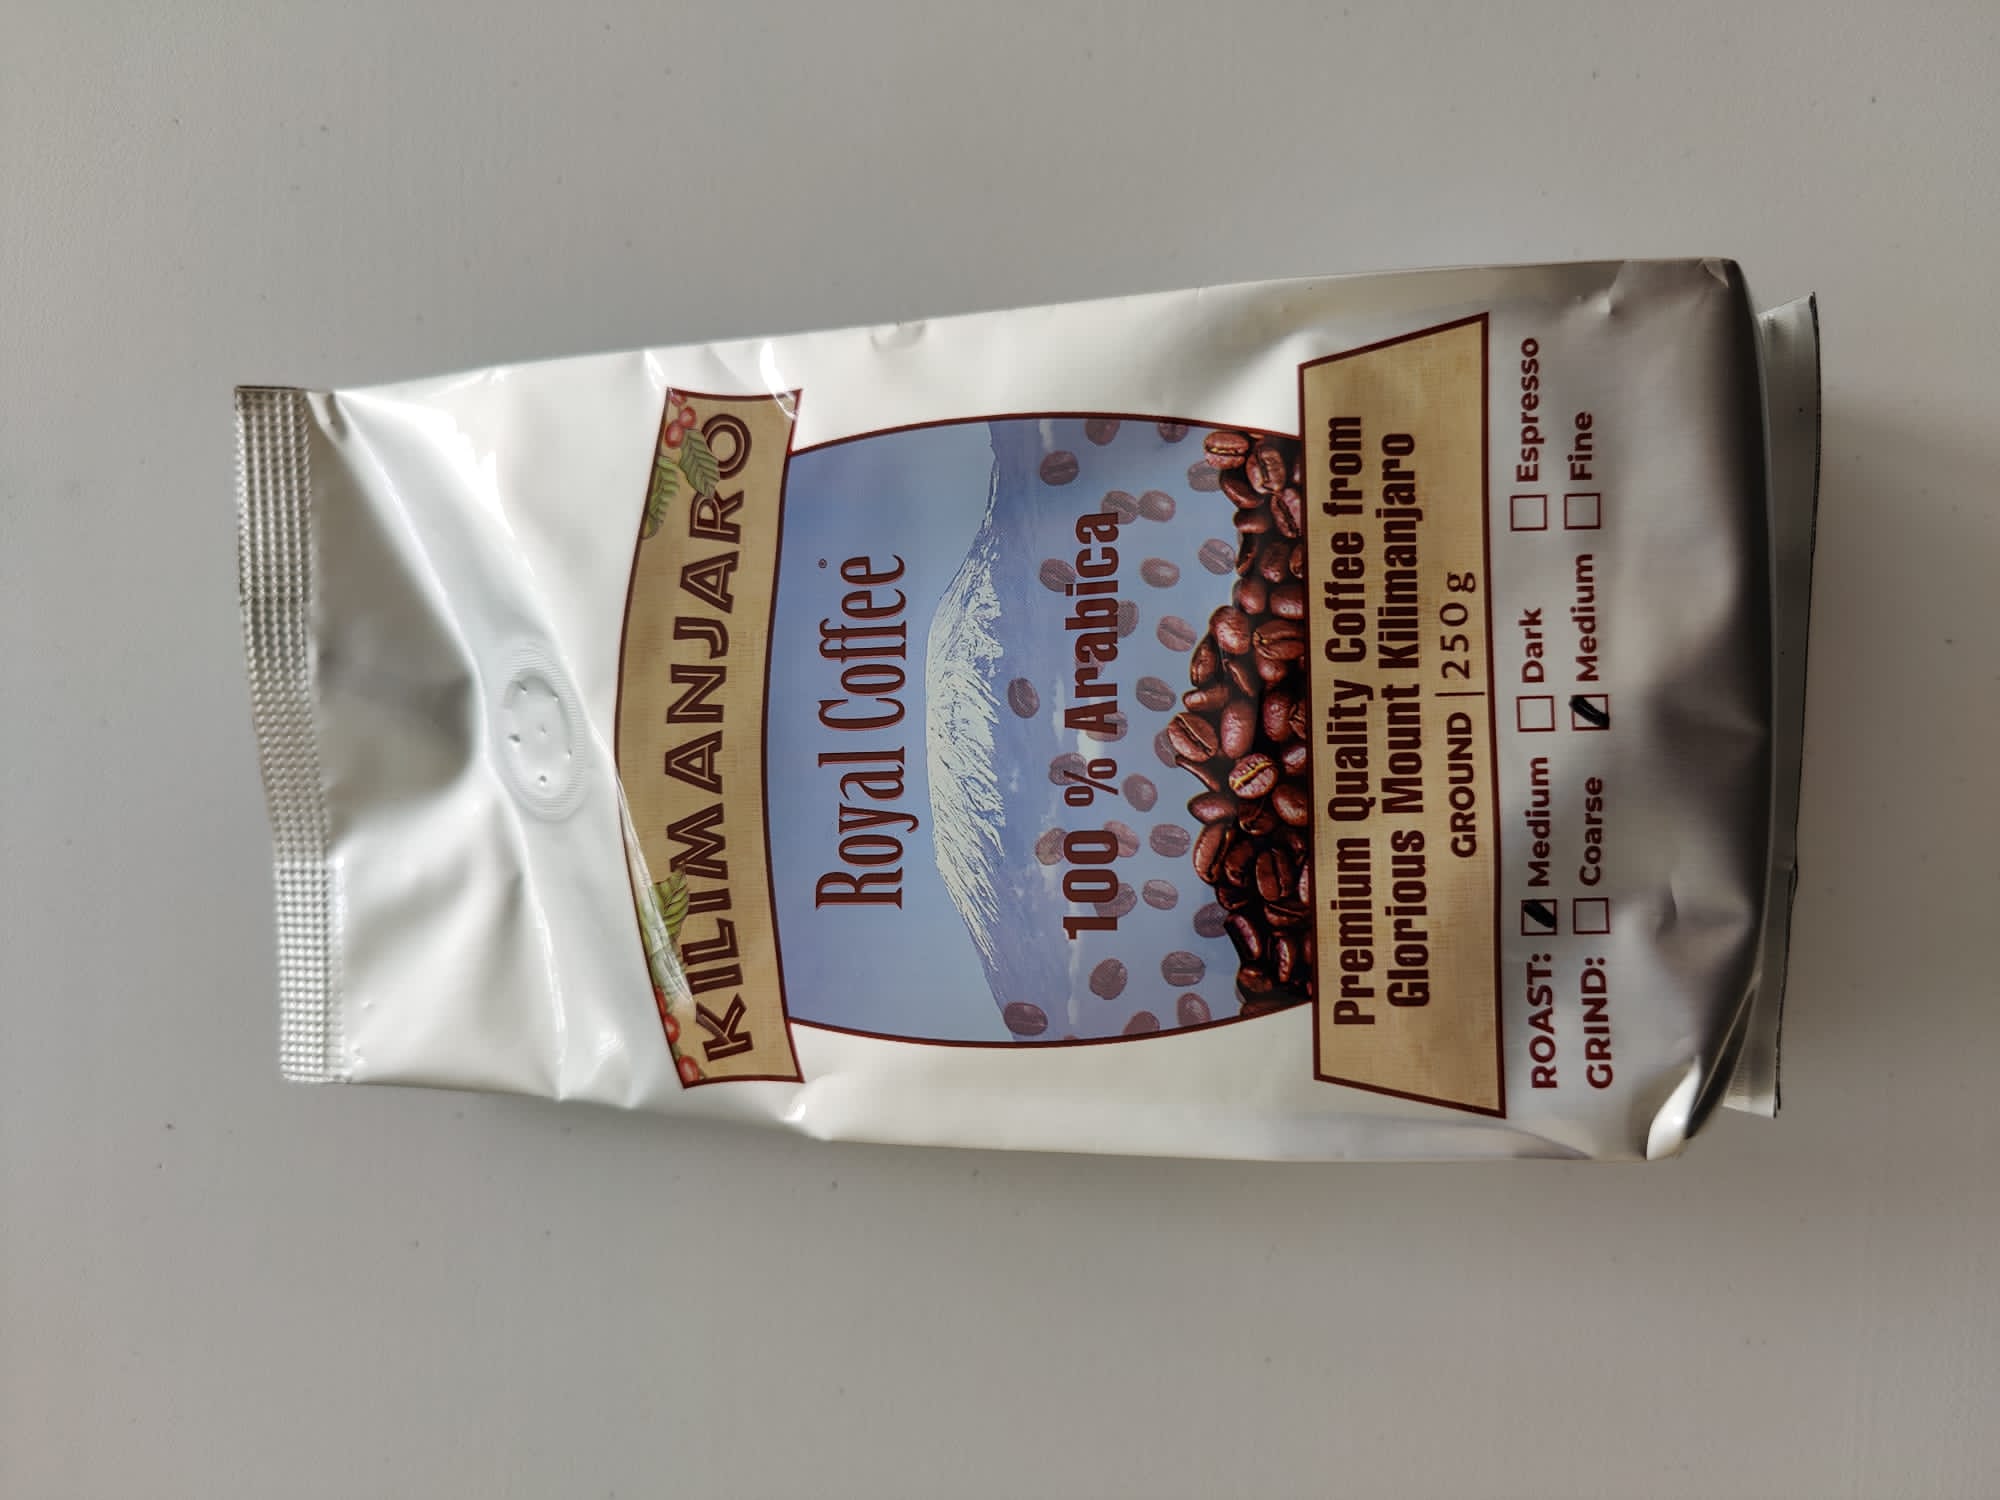 KILIMANJARO
Royal Coffee®
100 % Arabica
Premium Quality Coffee from
Glorious Mount Kilimanjaro
GROUND | 250g
ROAST: Medium Dark Espresso
GRIND: Coarse Medium Fine